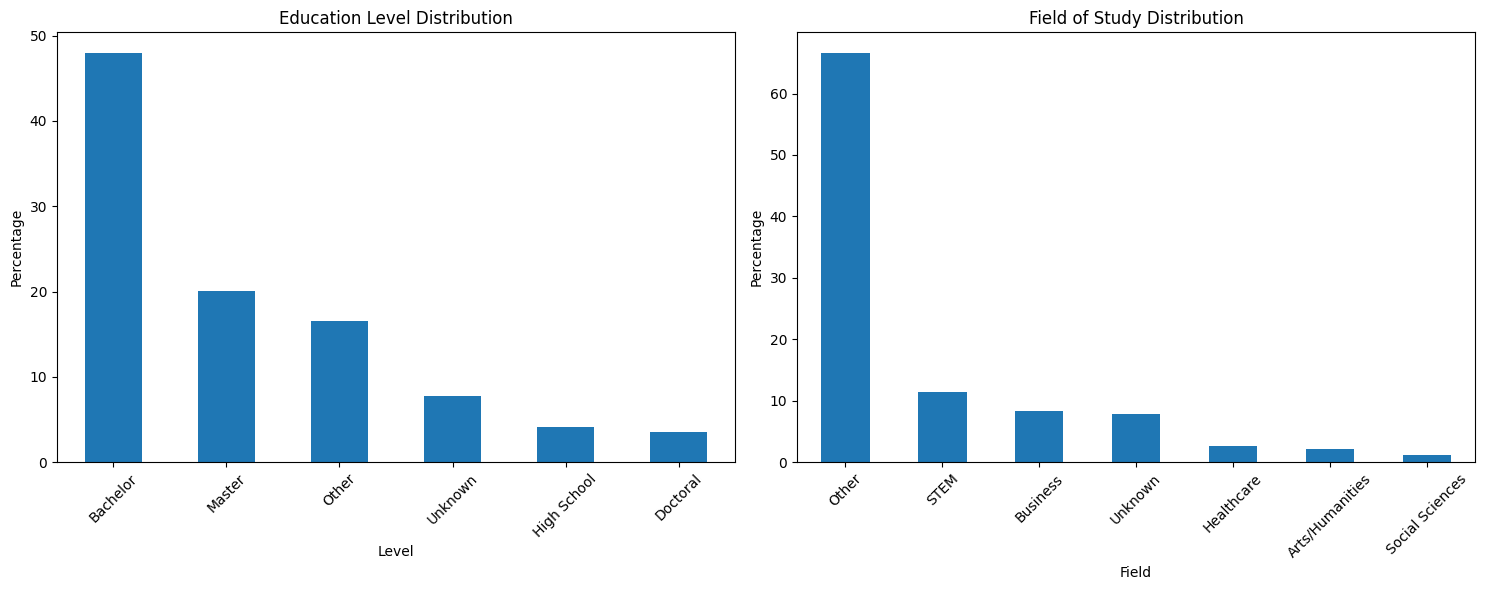 Education Level Distribution
Percentage
50
40
30
20
10
0
Bachelor
Master
Other
Unknown
High School
Doctoral
Level
Field of Study Distribution
Percentage
60
50
40
30
20
10
0
Other
STEM
Business
Unknown
Healthcare
Arts/Humanities
Social Sciences
Field